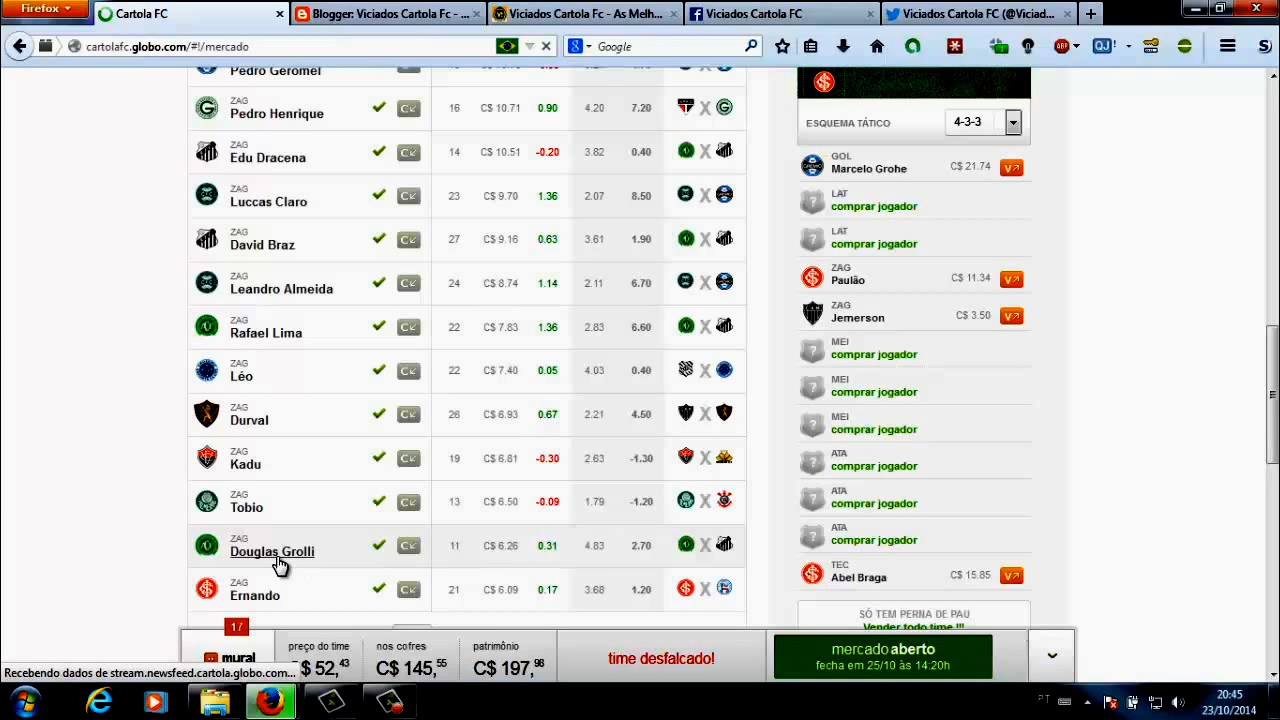 Firefox
Cartola FC
Blogger: Viciados Cartola Fc - ...
Viciados Cartola Fc - As Melh...
Viciados Cartola FC
Viciados Cartola FC (@Viciad...
cartolafc.globo.com/#!/mercado
Google
ABP
QJ!
Pedro Geromel
ZAG
Pedro Henrique
16 C$ 10.71 0.90 4.20 7.20 X
ZAG
Edu Dracena
14 C$ 10.51 -0.20 3.82 0.40 X
ZAG
Luccas Claro
23 C$ 9.70 1.36 2.07 8.50 X
ZAG
David Braz
27 C$ 9.16 0.63 3.61 1.90 X
ZAG
Leandro Almeida
24 C$ 8.74 1.14 2.11 6.70 X
ZAG
Rafael Lima
22 C$ 7.83 1.36 2.83 6.60 X
ZAG
Léo
22 C$ 7.40 0.05 4.03 0.40 X
ZAG
Durval
26 C$ 6.93 0.67 2.21 4.50 X
ZAG
Kadu
19 C$ 6.81 -0.30 2.63 -1.30 X
ZAG
Tobio
13 C$ 6.50 -0.09 1.79 -1.20 X
ZAG
Douglas Grolli
11 C$ 6.26 0.31 4.83 2.70 X
ZAG
Ernando
21 C$ 6.09 0.17 3.68 1.20 X
ESQUEMA TÁTICO 4-3-3
GOL
Marcelo Grohe C$ 21.74 V
LAT
comprar jogador
LAT
comprar jogador
ZAG
Paulão C$ 11.34 V
ZAG
Jemerson C$ 3.50 V
MEI
comprar jogador
MEI
comprar jogador
MEI
comprar jogador
ATA
comprar jogador
ATA
comprar jogador
ATA
comprar jogador
TEC
Abel Braga C$ 15.85 V
SÓ TEM PERNA DE PAU
Vender todo time !!!
17
mural
preço do time
C$ 52,43
nos cofres
C$ 145,55
patrimônio
C$ 197,98
time desfalcado!
mercado aberto
fecha em 25/10 às 14:20h
Recebendo dados de stream.newsfeed.cartola.globo.com...
PT
20:45
23/10/2014